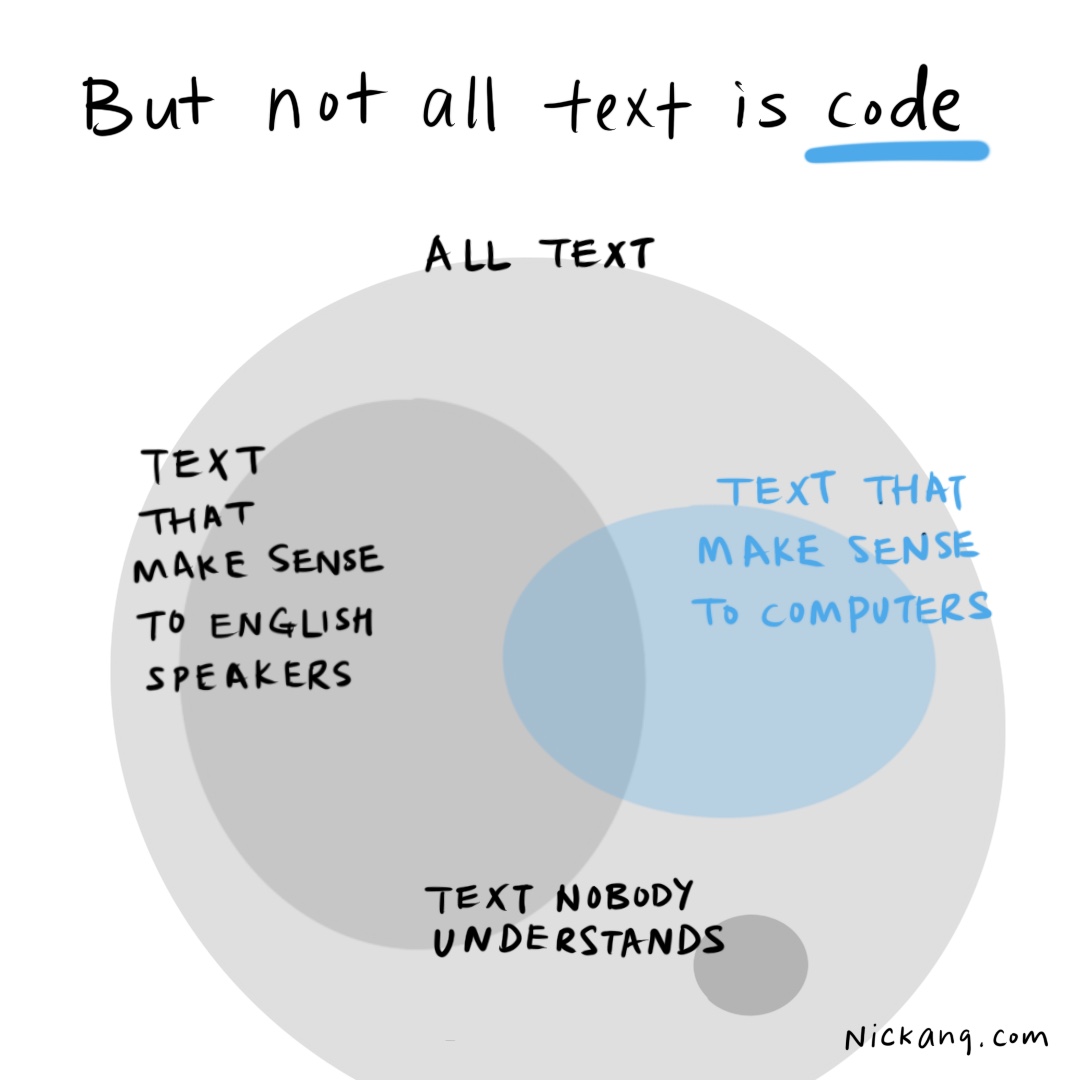 But not all text is code
ALL TEXT
TEXT
THAT
MAKE SENSE
TO ENGLISH
SPEAKERS
TEXT THAT
MAKE SENSE
TO COMPUTERS
TEXT NOBODY
UNDERSTANDS
Nickang.com